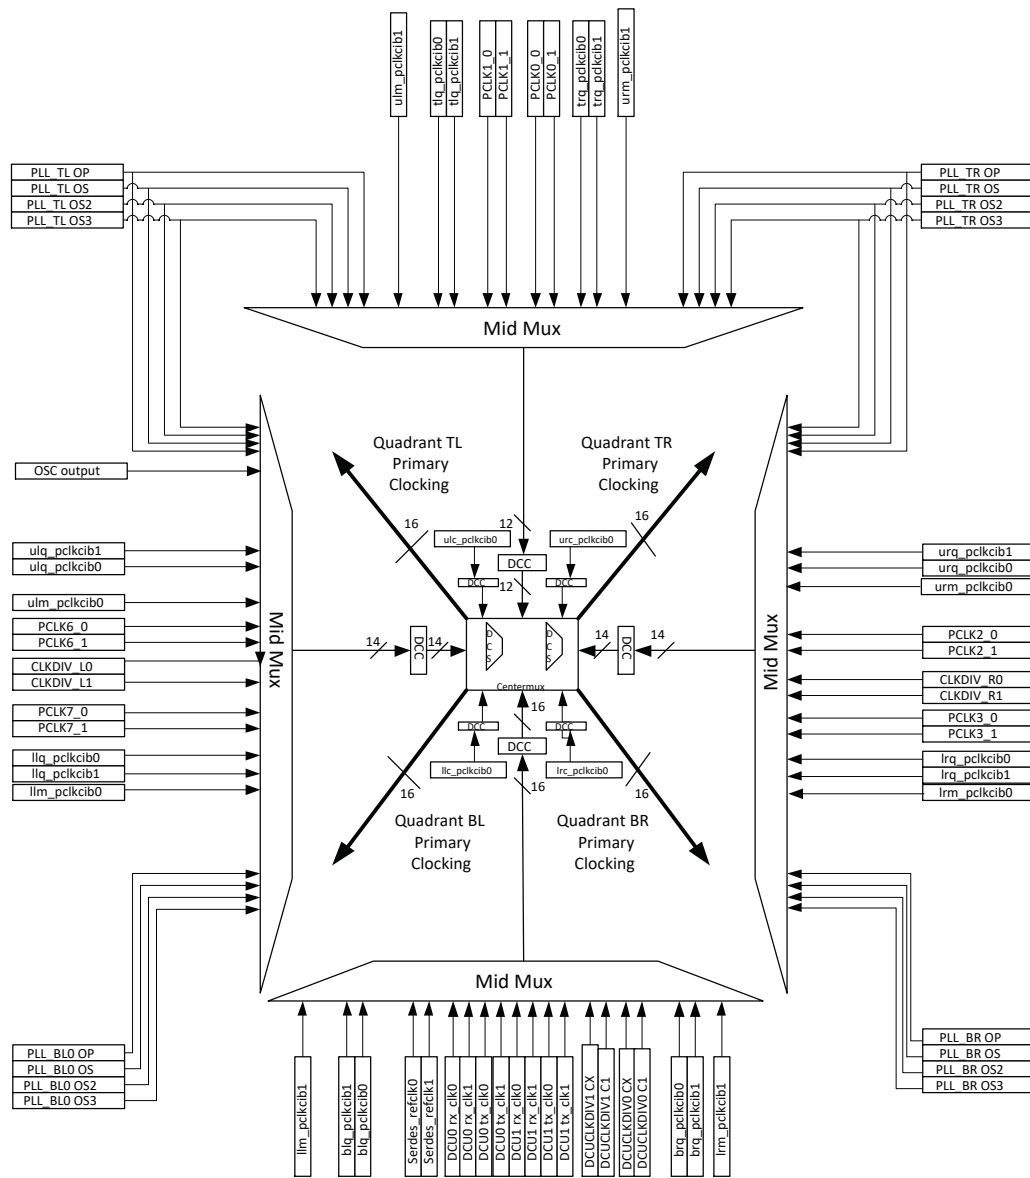 ulm_pclkcib1
tlq_pclkcib0
tlq_pclkcib1
PCLK1_0
PCLK1_1
PCLK0_0
PCLK0_1
trq_pclkcib0
trq_pclkcib1
urm_pclkcib1
PLL_TL OP
PLL_TL OS
PLL_TL OS2
PLL_TL OS3
PLL_TR OP
PLL_TR OS
PLL_TR OS2
PLL_TR OS3
Mid Mux
Quadrant TL
Primary
Clocking
Quadrant TR
Primary
Clocking
OSC output
16
12
16
ulc_pclkcib0
urc_pclkcib0
DCC
DCC
12
DCC
ulq_pclkcib1
ulq_pclkcib0
ulm_pclkcib0
PCLK6_0
PCLK6_1
CLKDIV_L0
CLKDIV_L1
PCLK7_0
PCLK7_1
llq_pclkcib0
llq_pclkcib1
llm_pclkcib0
Mid Mux
14
DCC
14
DCS
DCS
Centermux
14
DCC
14
Mid Mux
urq_pclkcib1
urq_pclkcib0
urm_pclkcib0
PCLK2_0
PCLK2_1
CLKDIV_R0
CLKDIV_R1
PCLK3_0
PCLK3_1
lrq_pclkcib0
lrq_pclkcib1
lrm_pclkcib0
16
DCC
DCC
DCC
llc_pclkcib0
lrc_pclkcib0
16
16
16
Quadrant BL
Primary
Clocking
Quadrant BR
Primary
Clocking
Mid Mux
PLL_BL0 OP
PLL_BL0 OS
PLL_BL0 OS2
PLL_BL0 OS3
PLL_BR OP
PLL_BR OS
PLL_BR OS2
PLL_BR OS3
llm_pclkcib1
blq_pclkcib1
blq_pclkcib0
Serdes_refclk0
Serdes_refclk1
DCU0 rx_clk0
DCU0 rx_clk1
DCU0 tx_clk0
DCU0 tx_clk1
DCU1 rx_clk0
DCU1 rx_clk1
DCU1 tx_clk0
DCU1 tx_clk1
DCUCLKDIV1 CX
DCUCLKDIV1 C1
DCUCLKDIV0 CX
DCUCLKDIV0 C1
brq_pclkcib0
brq_pclkcib1
lrm_pclkcib1